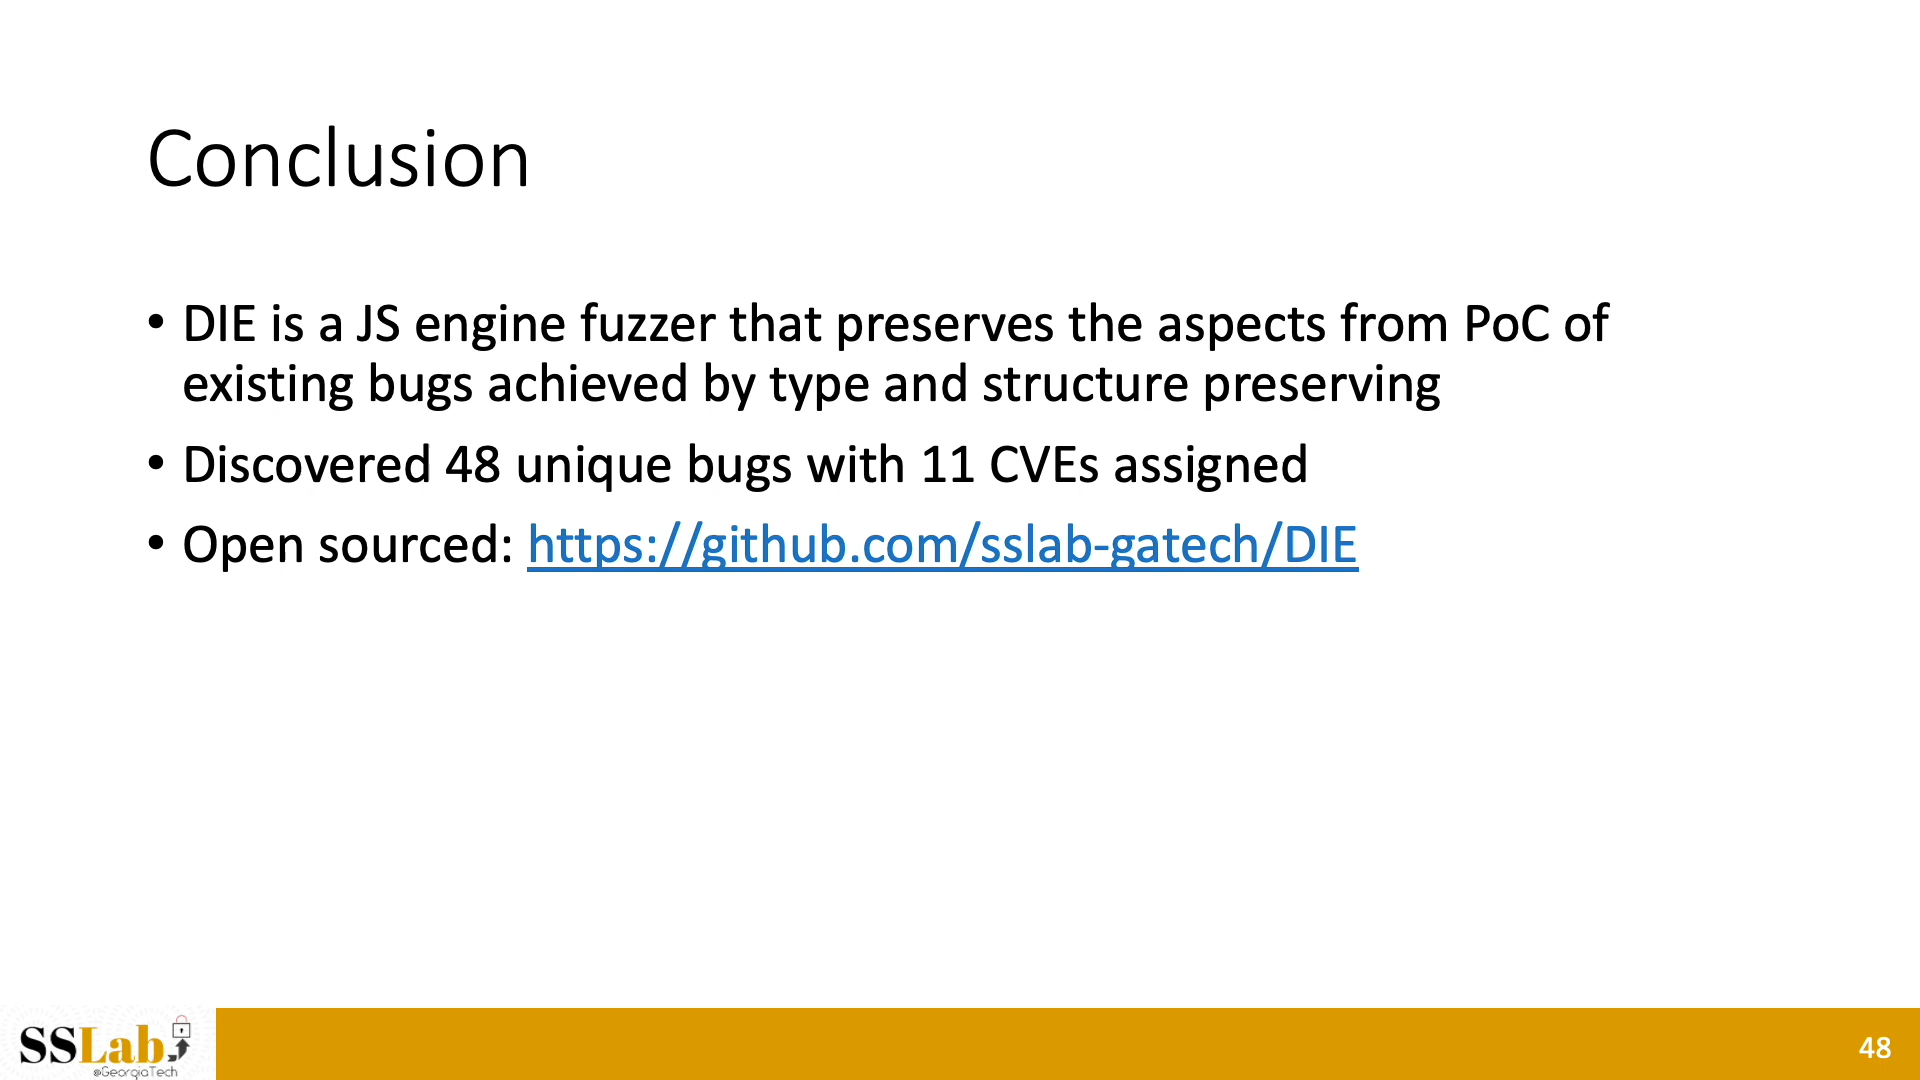 Conclusion
• DIE is a JS engine fuzzer that preserves the aspects from PoC of
existing bugs achieved by type and structure preserving
• Discovered 48 unique bugs with 11 CVEs assigned
• Open sourced: https://github.com/sslab-gatech/DIE
SSLab
@GeorgiaTech
48